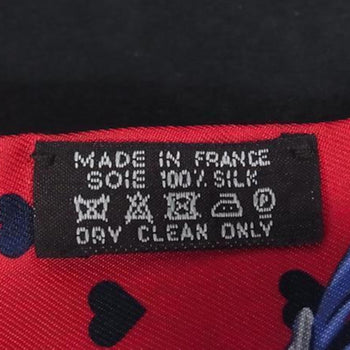 MADE IN FRANCE
SOIE 100% SILK
DRY CLEAN ONLY